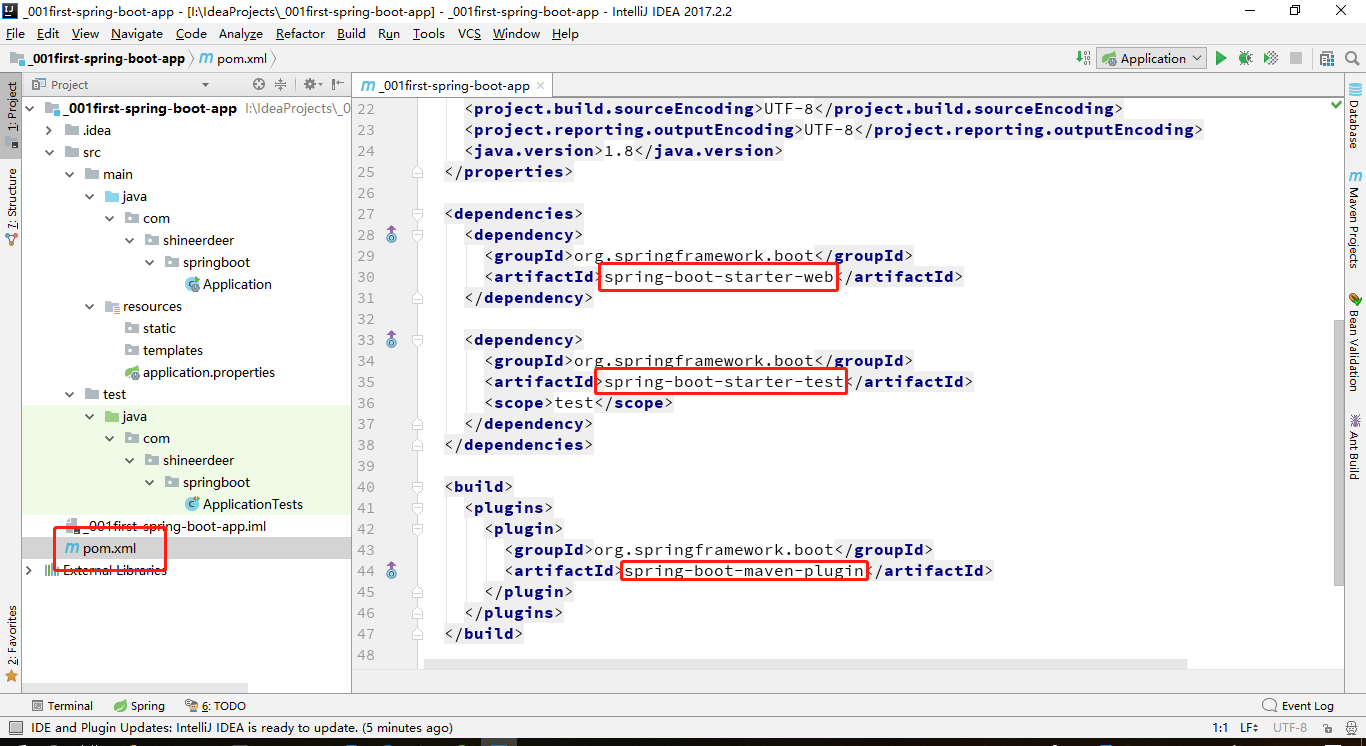 _001first-spring-boot-app - [I:\IdeaProjects\_001first-spring-boot-app] - _001first-spring-boot-app - IntelliJ IDEA 2017.2.2
File Edit View Navigate Code Analyze Refactor Build Run Tools VCS Window Help
_001first-spring-boot-app pom.xml
Application
Project
_001first-spring-boot-app
1: Project
7: Structure
2: Favorites
_001first-spring-boot-app I:\IdeaProjects\_0
.idea
src
main
java
com
shineerdeer
springboot
Application
resources
static
templates
application.properties
test
java
com
shineerdeer
springboot
ApplicationTests
_001first-spring-boot-app.iml
pom.xml
External Libraries
22 <project.build.sourceEncoding>UTF-8</project.build.sourceEncoding>
23 <project.reporting.outputEncoding>UTF-8</project.reporting.outputEncoding>
24 <java.version>1.8</java.version>
25 </properties>
26
27 <dependencies>
28 <dependency>
29 <groupId>org.springframework.boot</groupId>
30 <artifactId>spring-boot-starter-web</artifactId>
31 </dependency>
32
33 <dependency>
34 <groupId>org.springframework.boot</groupId>
35 <artifactId>spring-boot-starter-test</artifactId>
36 <scope>test</scope>
37 </dependency>
38 </dependencies>
39
40 <build>
41 <plugins>
42 <plugin>
43 <groupId>org.springframework.boot</groupId>
44 <artifactId>spring-boot-maven-plugin</artifactId>
45 </plugin>
46 </plugins>
47 </build>
48
Database
Maven Projects
Bean Validation
Ant Build
Terminal Spring 6: TODO Event Log
IDE and Plugin Updates: IntelliJ IDEA is ready to update. (5 minutes ago) 1:1 LF UTF-8